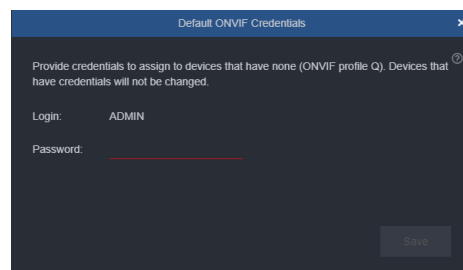 Default ONVIF Credentials
Provide credentials to assign to devices that have none (ONVIF profile Q). Devices that
have credentials will not be changed.
Login: ADMIN
Password:
Save